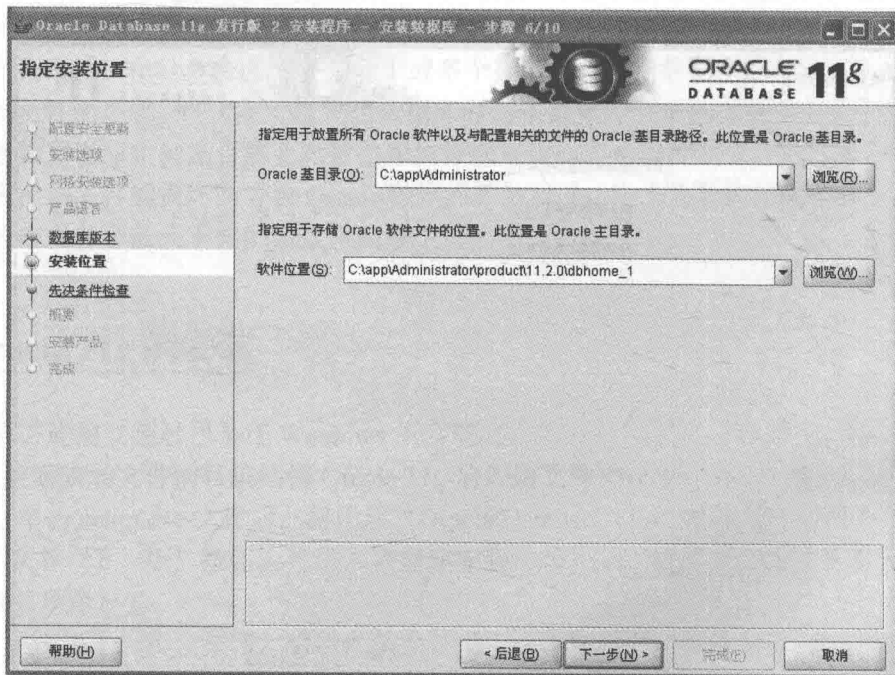 Oracle Database 11g 发行版 2 安装程序 - 安装数据库 - 步骤 6/10
指定安装位置
ORACLE
DATABASE 11g
配置安全更新
安装选项
网格安装选项
产品语言
数据库版本
安装位置
先决条件检查
概要
安装产品
完成
指定用于放置所有 Oracle 软件以及与配置相关的文件的 Oracle 基目录路径。此位置是 Oracle 基目录。
Oracle 基目录(O): C:\app\Administrator 浏览(R)...
指定用于存储 Oracle 软件文件的位置。此位置是 Oracle 主目录。
软件位置(S): C:\app\Administrator\product\11.2.0\dbhome_1 浏览(W)...
帮助(H) < 后退(B) 下一步(N) > 完成(F) 取消